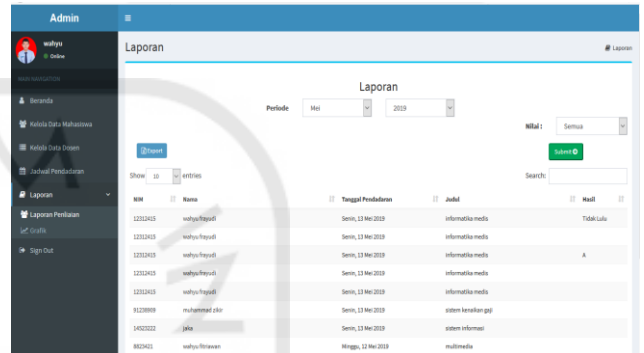 Admin
wahyu
Online
MAIN NAVIGATION
Beranda
Kelola Data Mahasiswa
Kelola Data Dosen
Jadwal Pendadaran
Laporan
Laporan Penilaian
Grafik
Sign Out
Laporan
Laporan
Laporan
Periode Mei 2019
Nilai : Semua
Export
Submit
Show 10 entries
Search:
NIM Nama Tanggal Pendadaran Judul Hasil
12312415 wahyu frayudi Senin, 13 Mei 2019 informatika medis Tidak Lulu
12312415 wahyu frayudi Senin, 13 Mei 2019 informatika medis
12312415 wahyu frayudi Senin, 13 Mei 2019 informatika medis A
12312415 wahyu frayudi Senin, 13 Mei 2019 informatika medis
12312415 wahyu frayudi Senin, 13 Mei 2019 informatika medis
91238909 muhammad zikir Senin, 13 Mei 2019 sistem kenaikan gaji
14523222 jaka Senin, 13 Mei 2019 sistem informasi
8823421 wahyu fitriawan Minggu, 12 Mei 2019 multimedia